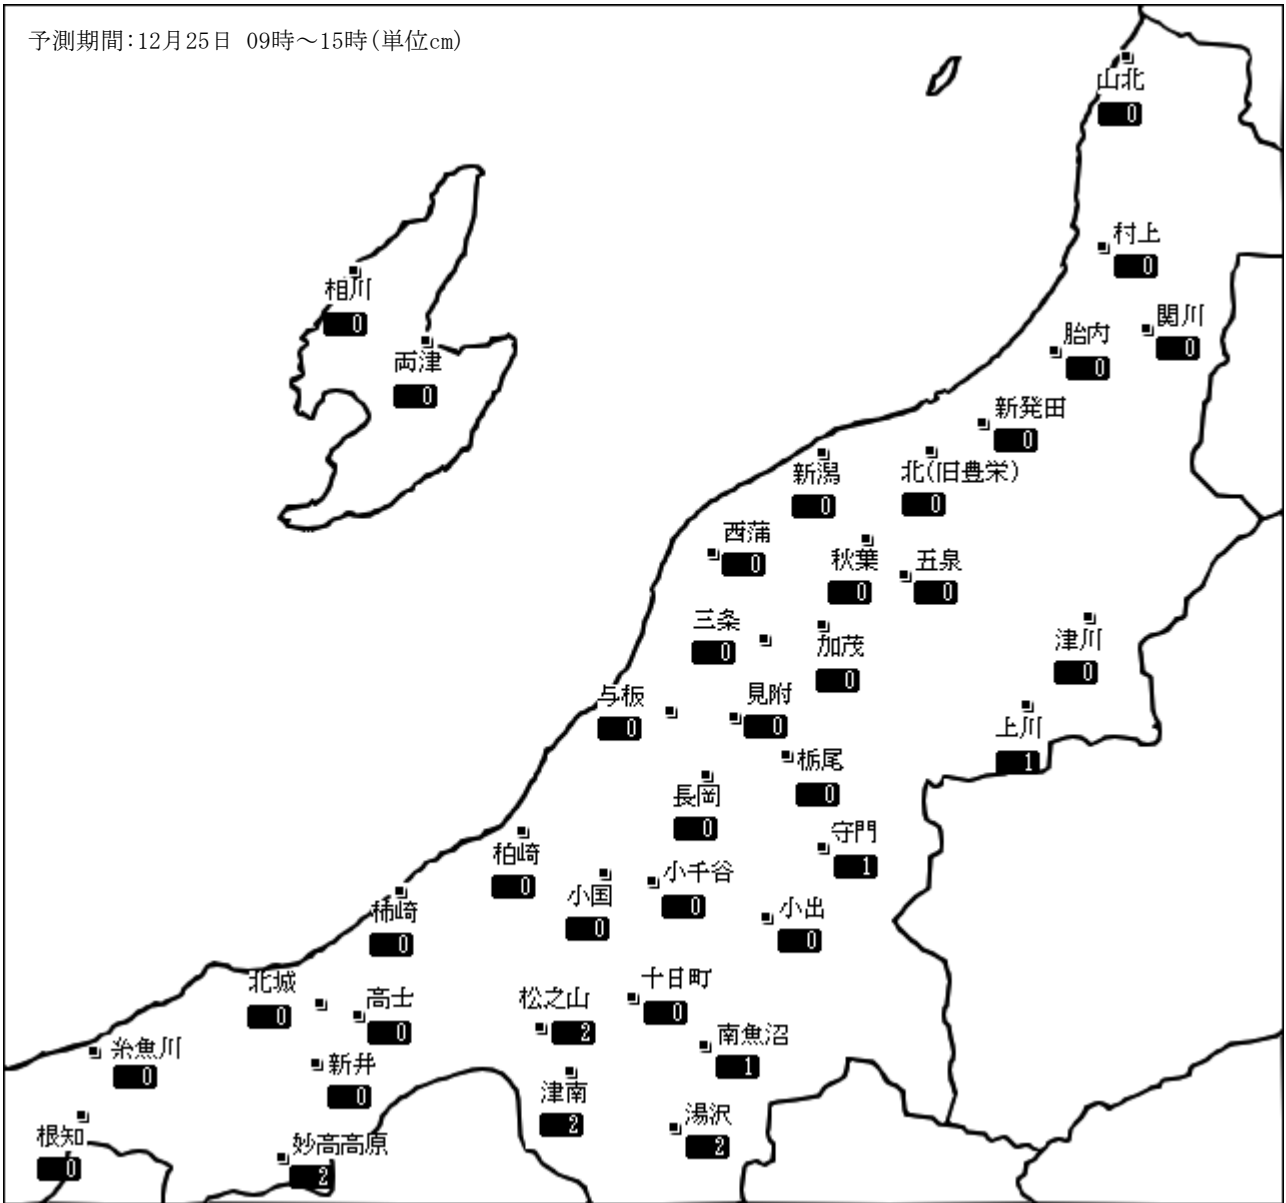 予測期間:12月25日 09時～15時(単位cm)
山北
0
村上
0
相川
0
関川
0
胎内
0
両津
0
新発田
0
新潟
0
北(旧豊栄)
0
西蒲
0
秋葉
0
五泉
0
三条
0
加茂
0
津川
0
与板
0
見附
0
上川
1
栃尾
0
長岡
0
守門
1
柏崎
0
小国
0
小千谷
0
小出
0
柿崎
0
北城
0
高士
0
松之山
2
十日町
0
南魚沼
1
糸魚川
0
新井
0
津南
2
湯沢
2
根知
0
妙高高原
2